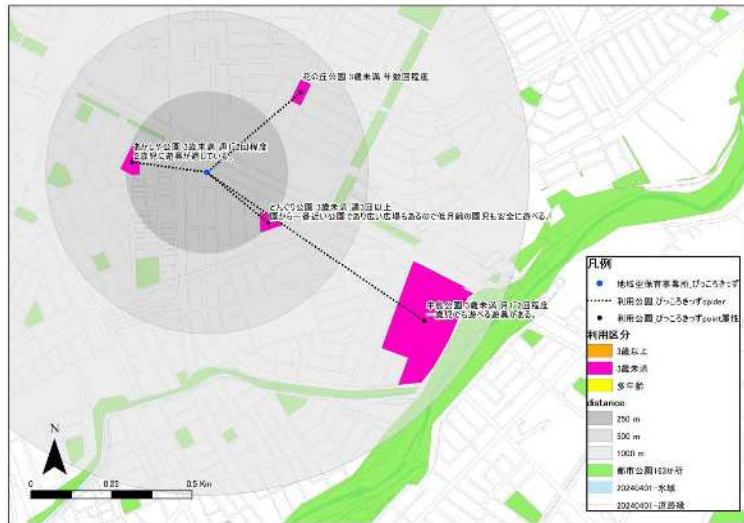 花の丘公園 3歳未満 年数回程度
あかしや公園 3歳未満 週1~2回程度
2歳児に遊具が適している。
どんぐり公園 3歳未満 週3回以上
園から一番近い公園であり広い広場もあるので低月齢の園児も安全に遊べる。
公園 3歳未満 月1~2回程度
歳児でも遊べる遊具がある。
凡例
地域型保育事業所_ぴっころきっず
利用公園_ぴっころきっずspider
利用公園_ぴっころきっずpoint属性
利用区分
3歳以上
3歳未満
多年齢
distance
250 m
500 m
1000 m
都市公園163か所
20240401-水域
20240401-道路縁
N
0 0.25 0.5 Km